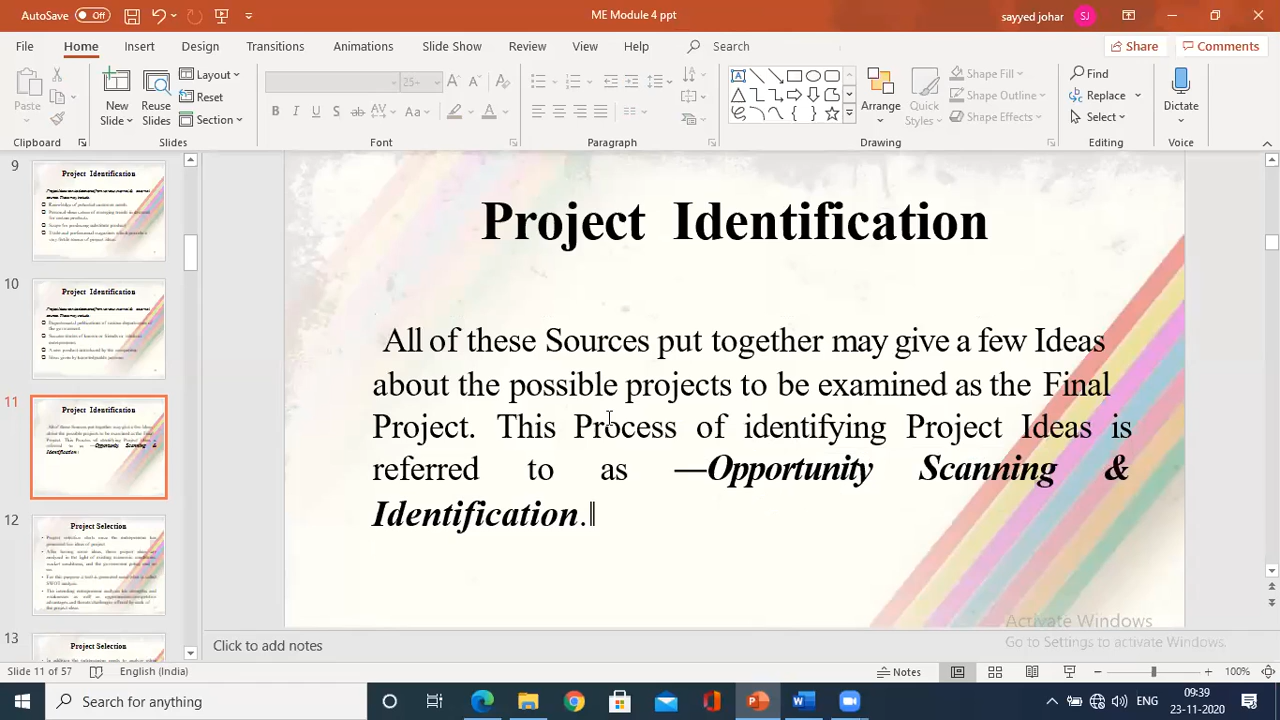 AutoSave Off
ME Module 4 ppt
sayyed johar SJ
File Home Insert Design Transitions Animations Slide Show Review View Help Search
Share Comments
Paste
Clipboard
New Slide
Reuse Slides
Layout
Reset
Section
Slides
25
Font
Paragraph
Arrange
Quick Styles
Shape Fill
Shape Outline
Shape Effects
Drawing
Find
Replace
Select
Editing
Dictate
Voice
9
Project Identification
10
Project Identification
11
Project Identification
12
Project Selection
13
Project Selection
Project Identification
All of these Sources put together may give a few Ideas
about the possible projects to be examined as the Final
Project. This Process of identifying Project Ideas is
referred to as ―Opportunity Scanning &
Identification.‖
Activate Windows
Go to Settings to activate Windows.
Click to add notes
Slide 11 of 57 English (India) Notes 100%
Search for anything
ENG
09:39
23-11-2020